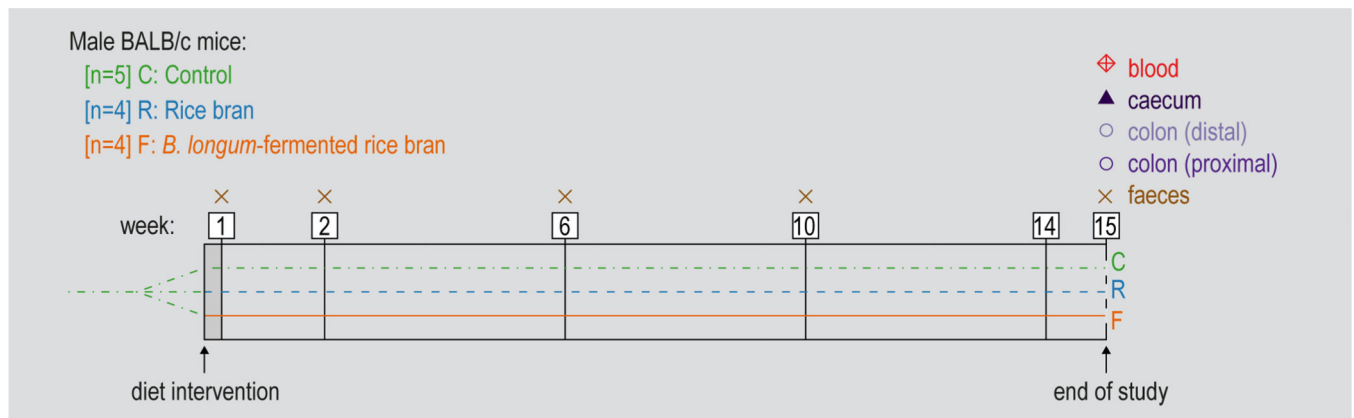 Male BALB/c mice:
[n=5] C: Control
[n=4] R: Rice bran
[n=4] F: B. longum-fermented rice bran
blood
caecum
colon (distal)
colon (proximal)
faeces
week: 1 2 6 10 14 15
C
R
F
diet intervention
end of study